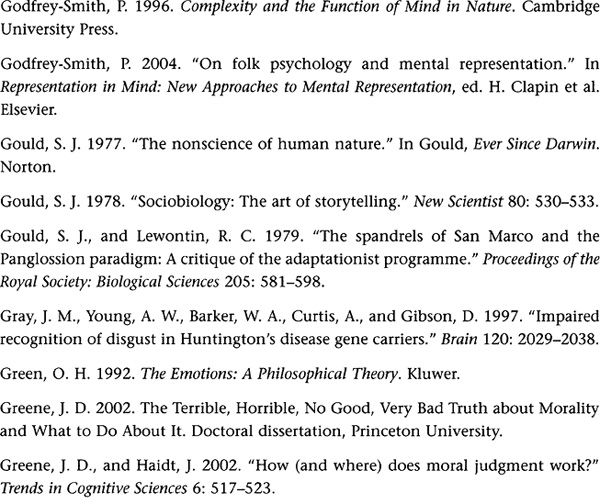 Godfrey-Smith, P. 1996. Complexity and the Function of Mind in Nature. Cambridge
University Press.
Godfrey-Smith, P. 2004. “On folk psychology and mental representation.” In
Representation in Mind: New Approaches to Mental Representation, ed. H. Clapin et al.
Elsevier.
Gould, S. J. 1977. “The nonscience of human nature.” In Gould, Ever Since Darwin.
Norton.
Gould, S. J. 1978. “Sociobiology: The art of storytelling.” New Scientist 80: 530–533.
Gould, S. J., and Lewontin, R. C. 1979. “The spandrels of San Marco and the
Panglossion paradigm: A critique of the adaptationist programme.” Proceedings of the
Royal Society: Biological Sciences 205: 581–598.
Gray, J. M., Young, A. W., Barker, W. A., Curtis, A., and Gibson, D. 1997. “Impaired
recognition of disgust in Huntington’s disease gene carriers.” Brain 120: 2029–2038.
Green, O. H. 1992. The Emotions: A Philosophical Theory. Kluwer.
Greene, J. D. 2002. The Terrible, Horrible, No Good, Very Bad Truth about Morality
and What to Do About It. Doctoral dissertation, Princeton University.
Greene, J. D., and Haidt, J. 2002. “How (and where) does moral judgment work?”
Trends in Cognitive Sciences 6: 517–523.